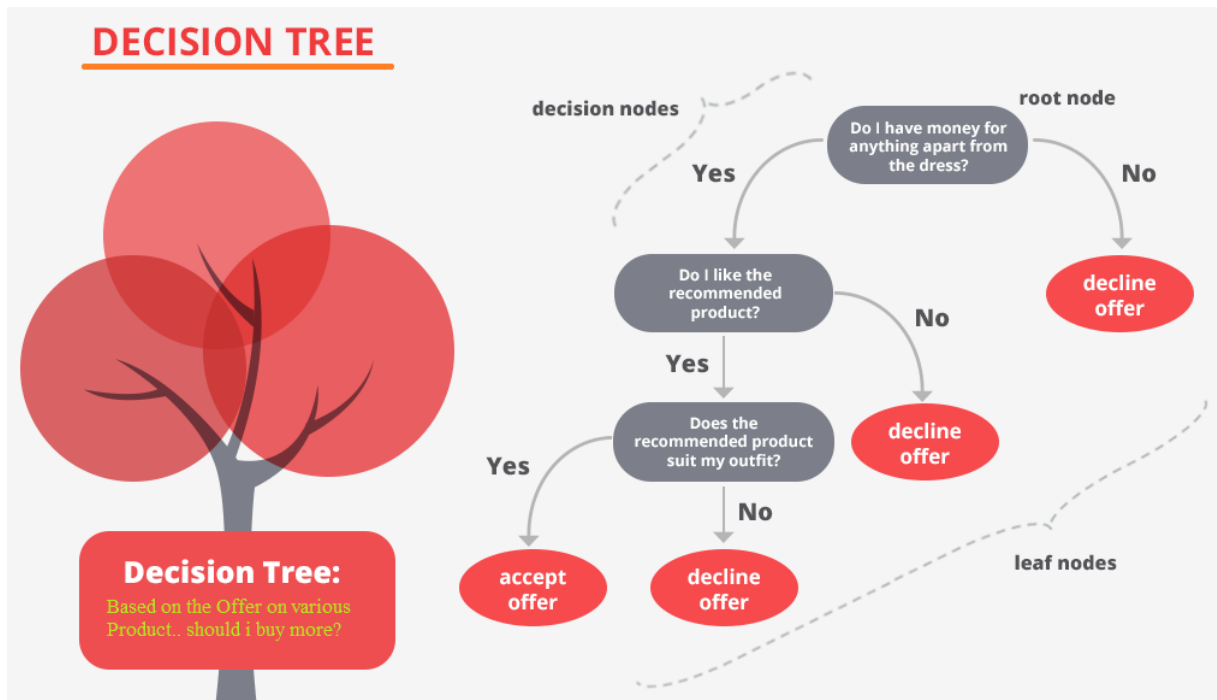 DECISION TREE
decision nodes
root node
Do I have money for
anything apart from
the dress?
Yes
No
Do I like the
recommended
product?
decline
offer
No
Yes
Does the
recommended product
suit my outfit?
decline
offer
Yes
No
accept
offer
decline
offer
leaf nodes
Decision Tree:
Based on the Offer on various
Product.. should i buy more?